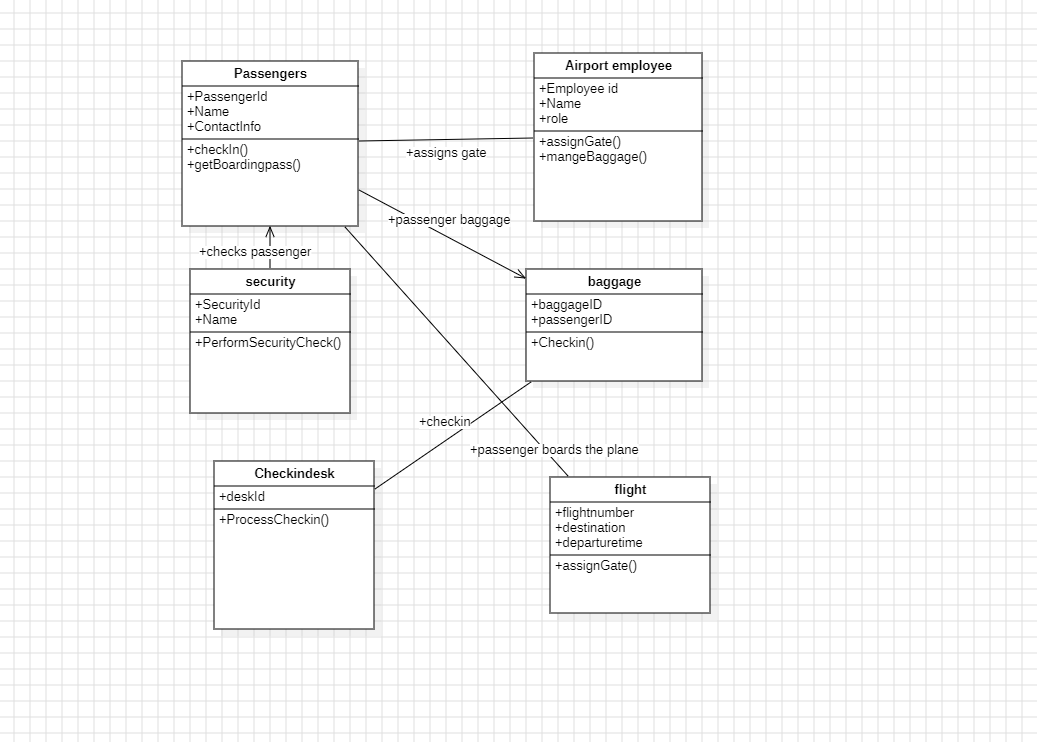 Passengers
+PassengerId
+Name
+ContactInfo
+checkIn()
+getBoardingpass()
Airport employee
+Employee id
+Name
+role
+assignGate()
+mangeBaggage()
+assigns gate
+passenger baggage
+checks passenger
security
+SecurityId
+Name
+PerformSecurityCheck()
baggage
+baggageID
+passengerID
+Checkin()
+checkin
+passenger boards the plane
Checkindesk
+deskId
+ProcessCheckin()
flight
+flightnumber
+destination
+departuretime
+assignGate()